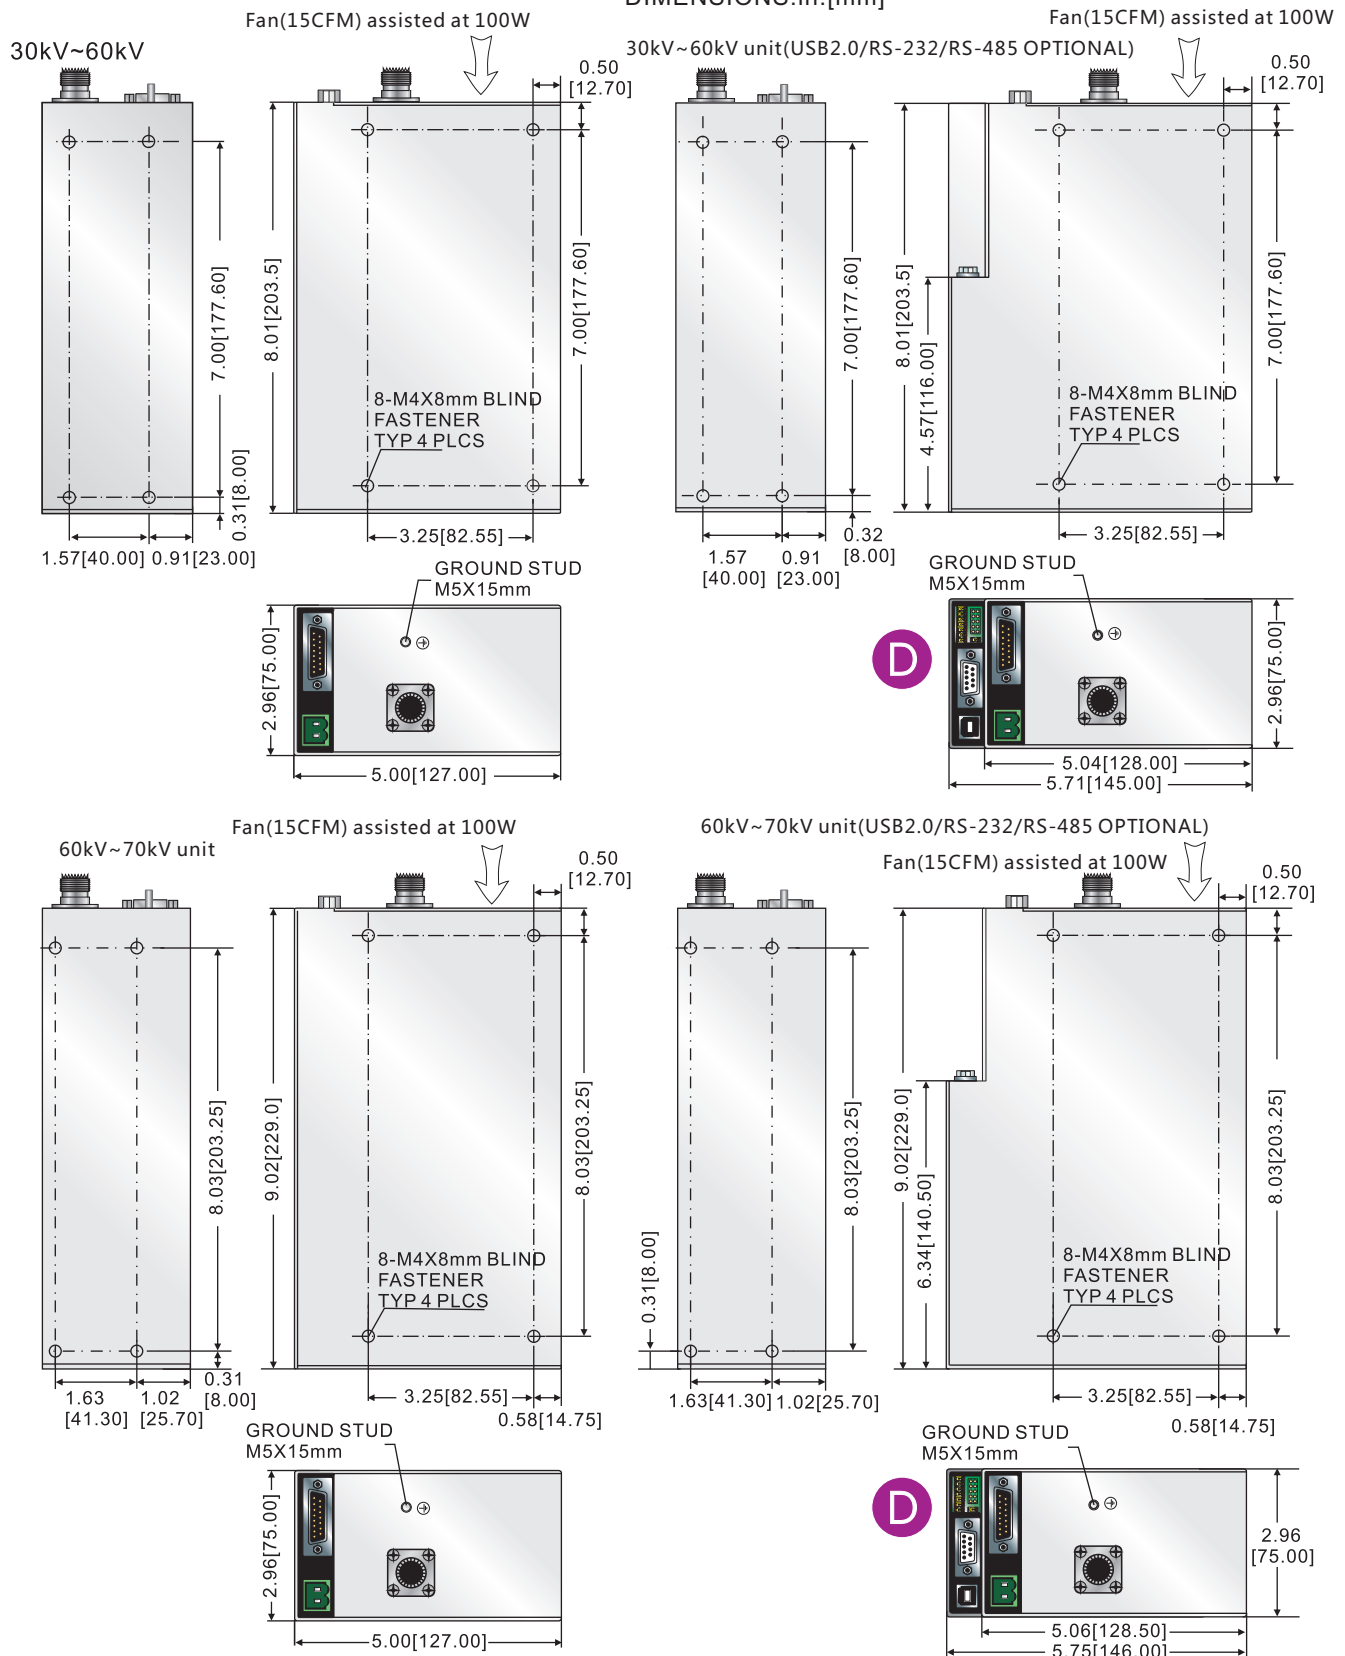 DIMENSIONS:in.[mm]
Fan(15CFM) assisted at 100W
30kV~60kV
0.50
[12.70]
7.00[177.60]
8.01[203.5]
7.00[177.60]
8-M4X8mm BLIND
FASTENER
TYP 4 PLCS
0.31[8.00]
1.57[40.00]
0.91[23.00]
3.25[82.55]
GROUND STUD
M5X15mm
2.96[75.00]
5.00[127.00]
Fan(15CFM) assisted at 100W
30kV~60kV unit(USB2.0/RS-232/RS-485 OPTIONAL)
0.50
[12.70]
7.00[177.60]
8.01[203.5]
4.57[116.00]
7.00[177.60]
8-M4X8mm BLIND
FASTENER
TYP 4 PLCS
0.32
[8.00]
1.57
[40.00]
0.91
[23.00]
3.25[82.55]
GROUND STUD
M5X15mm
D
2.96[75.00]
5.04[128.00]
5.71[145.00]
Fan(15CFM) assisted at 100W
60kV~70kV unit
0.50
[12.70]
8.03[203.25]
9.02[229.0]
8.03[203.25]
8-M4X8mm BLIND
FASTENER
TYP 4 PLCS
0.31
[8.00]
1.63
[41.30]
1.02
[25.70]
3.25[82.55]
0.58[14.75]
GROUND STUD
M5X15mm
2.96[75.00]
5.00[127.00]
60kV~70kV unit(USB2.0/RS-232/RS-485 OPTIONAL)
Fan(15CFM) assisted at 100W
0.50
[12.70]
8.03[203.25]
9.02[229.0]
6.34[140.50]
8.03[203.25]
8-M4X8mm BLIND
FASTENER
TYP 4 PLCS
0.31[8.00]
1.63[41.30]
1.02[25.70]
3.25[82.55]
0.58[14.75]
GROUND STUD
M5X15mm
D
2.96
[75.00]
5.06[128.50]
5.75[146.00]